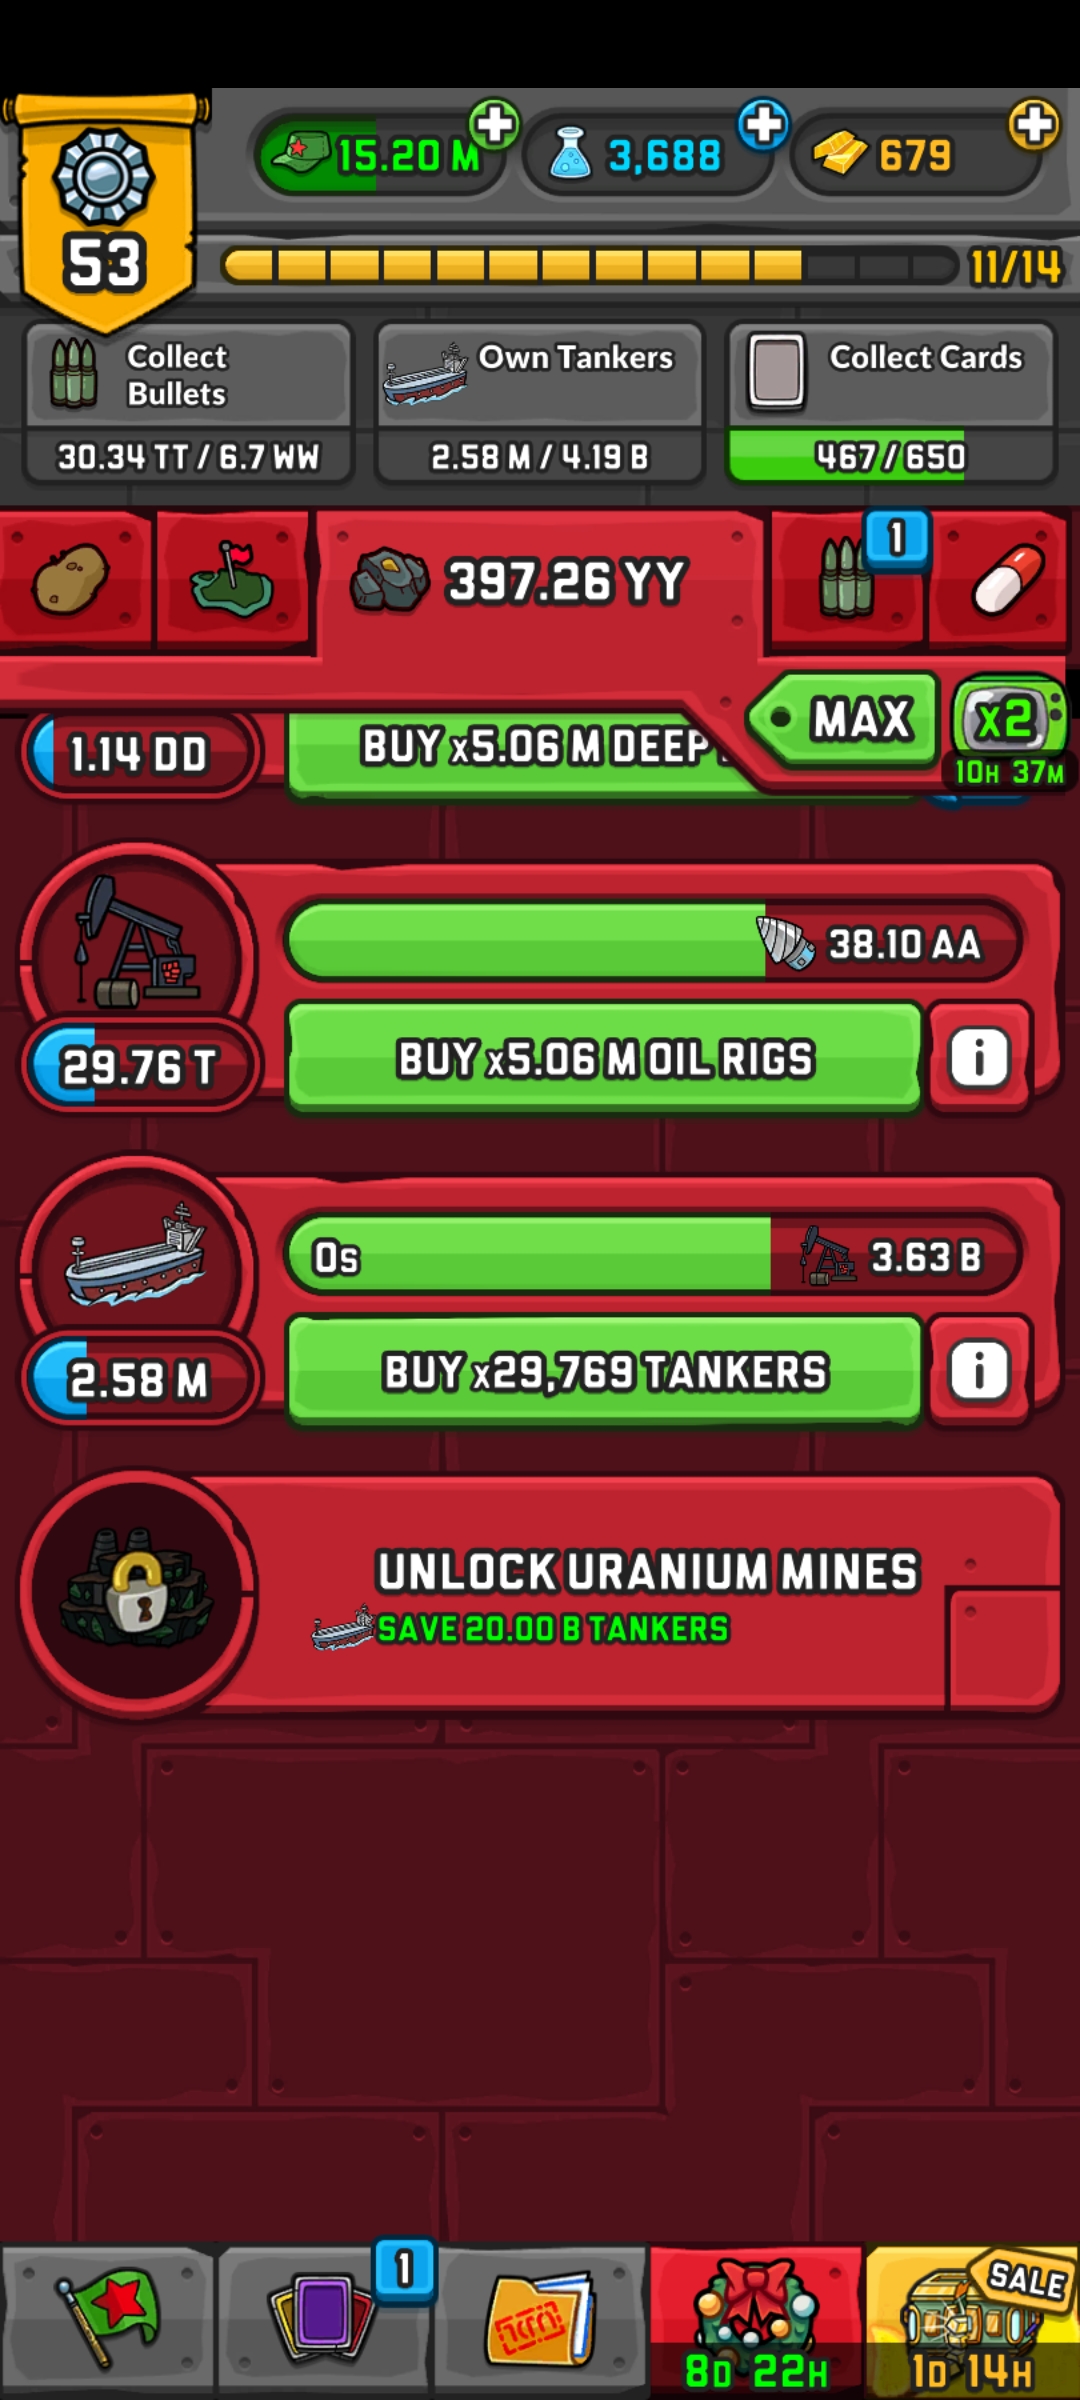 15.20 M
3,688
679
53
11/14
Collect
Bullets
30.34 TT / 6.7 WW
Own Tankers
2.58 M / 4.19 B
Collect Cards
467/650
397.26 YY
1
MAX
x2
10H 37M
1.14 DD
BUY x5.06 M DEEP
38.10 AA
29.76 T
BUY x5.06 M OIL RIGS
i
0s
3.63 B
2.58 M
BUY x29,769 TANKERS
i
UNLOCK URANIUM MINES
SAVE 20.00 B TANKERS
1
8D 22H
SALE
1D 14H